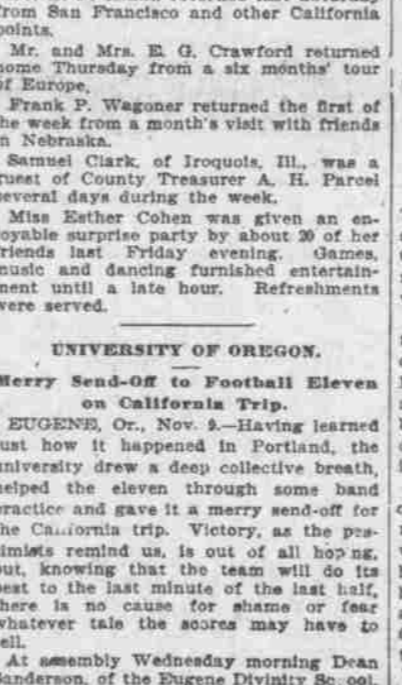 from San Francisco and other California
points.
Mr. and Mrs. E. G. Crawford returned
home Thursday from a six months' tour
of Europe.
Frank P. Wagoner returned the first of
the week from a month's visit with friends
in Nebraska.
Samuel Clark, of Iroquois, Ill., was a
guest of County Treasurer A. H. Parcel
several days during the week.
Miss Esther Cohen was given an en-
joyable surprise party by about 20 of her
friends last Friday evening. Games,
music and dancing furnished entertain-
ment until a late hour. Refreshments
were served.
UNIVERSITY OF OREGON.
Merry Send-Off to Football Eleven
on California Trip.
EUGENE, Or., Nov. 9.—Having learned
just how it happened in Portland, the
university drew a deep collective breath,
helped the eleven through some band
practice and gave it a merry send-off for
the California trip. Victory, as the pes-
simists remind us, is out of all hoping,
but, knowing that the team will do its
best to the last minute of the last half,
there is no cause for shame or fear
whatever tale the scores may have to
tell.
At assembly Wednesday morning Dean
Sanderson, of the Eugene Divinity School,